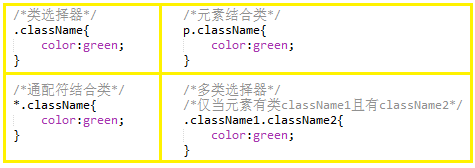 /*类选择器*/
.className{
color:green;
}
/*元素结合类*/
p.className{
color:green;
}
/*通配符结合类*/
*.className{
color:green;
}
/*多类选择器*/
/*仅当元素有类className1且有className2*/
.className1.className2{
color:green;
}